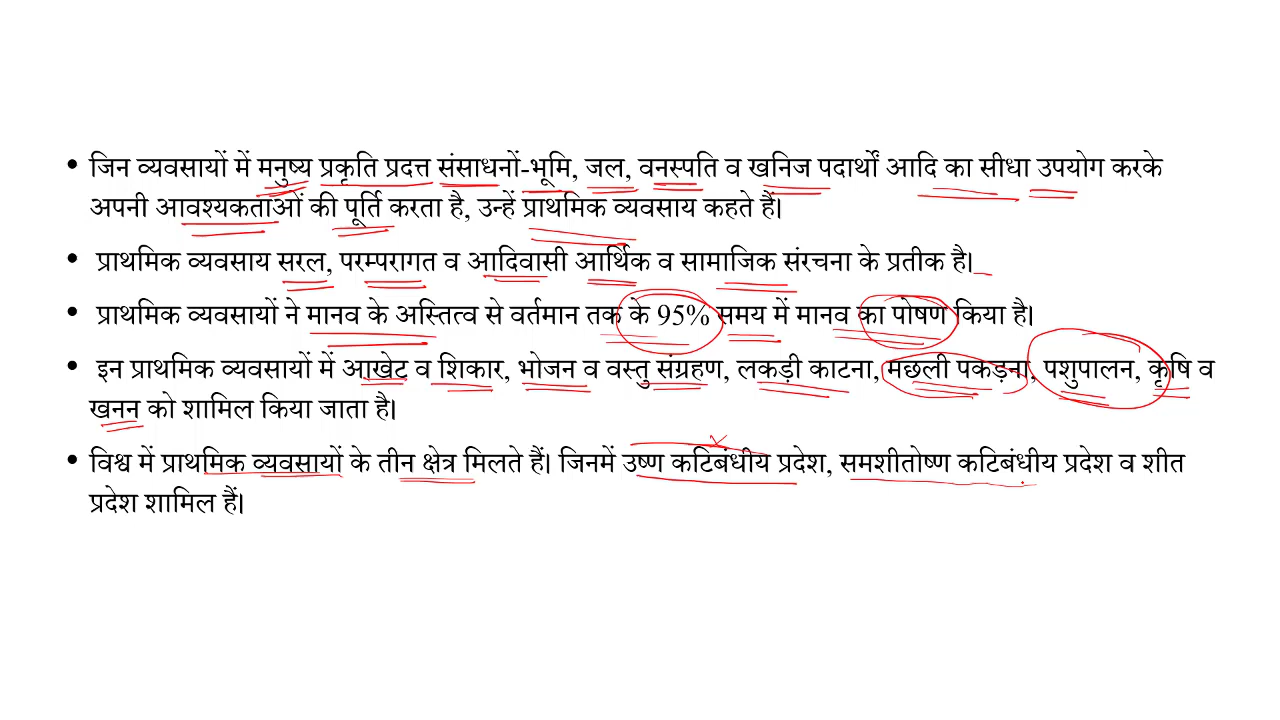 • जिन व्यवसायों में मनुष्य प्रकृति प्रदत्त संसाधनों-भूमि, जल, वनस्पति व खनिज पदार्थों आदि का सीधा उपयोग करके
अपनी आवश्यकताओं की पूर्ति करता है, उन्हें प्राथमिक व्यवसाय कहते हैं।
• प्राथमिक व्यवसाय सरल, परम्परागत व आदिवासी आर्थिक व सामाजिक संरचना के प्रतीक है।
• प्राथमिक व्यवसायों ने मानव के अस्तित्व से वर्तमान तक के 95% समय में मानव का पोषण किया है।
• इन प्राथमिक व्यवसायों में आखेट व शिकार, भोजन व वस्तु संग्रहण, लकड़ी काटना, मछली पकड़ना, पशुपालन, कृषि व
खनन को शामिल किया जाता है।
• विश्व में प्राथमिक व्यवसायों के तीन क्षेत्र मिलते हैं। जिनमें उष्ण कटिबंधीय प्रदेश, समशीतोष्ण कटिबंधीय प्रदेश व शीत
प्रदेश शामिल हैं।